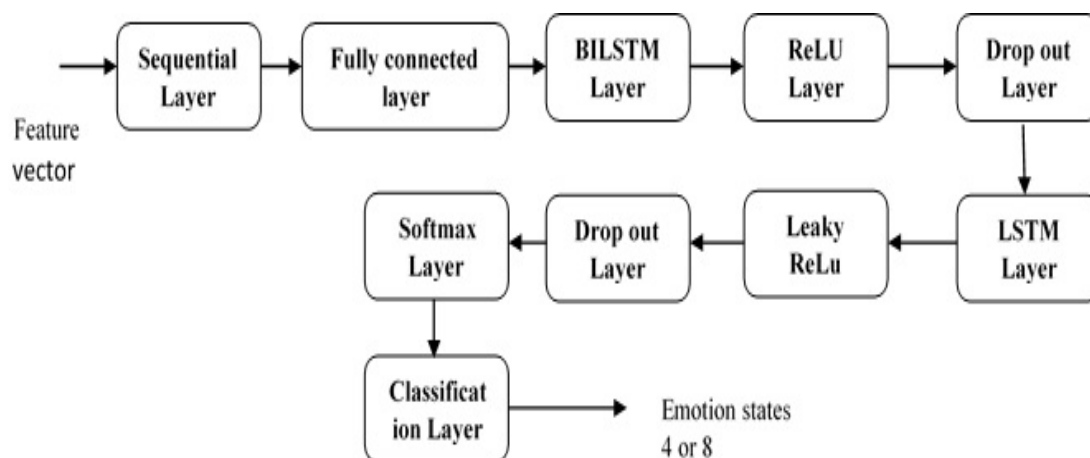 Feature
vector
Sequential
Layer
Fully connected
layer
BILSTM
Layer
ReLU
Layer
Drop out
Layer
LSTM
Layer
Leaky
ReLu
Drop out
Layer
Softmax
Layer
Classificat
ion Layer
Emotion states
4 or 8